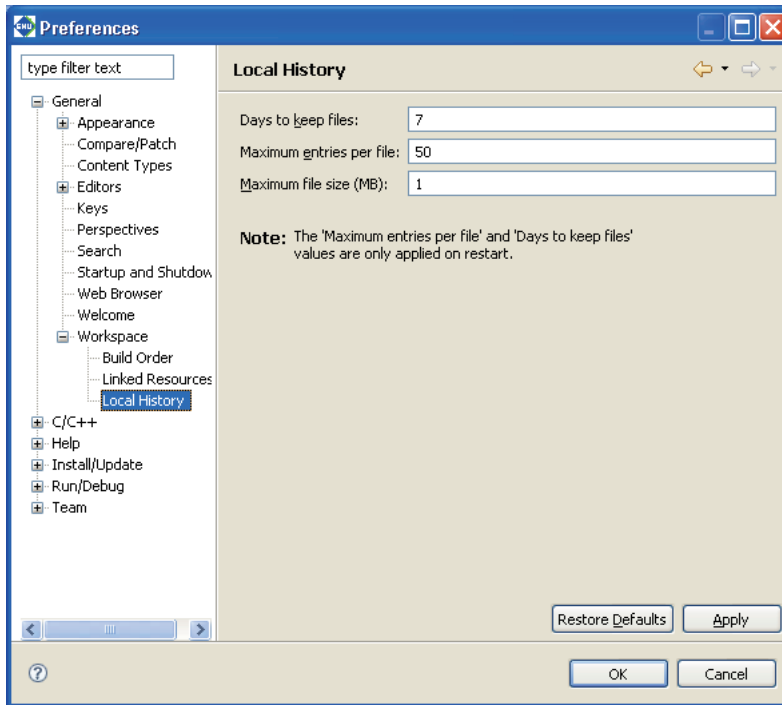 GNU Preferences
type filter text
Local History
General
Appearance
Compare/Patch
Content Types
Editors
Keys
Perspectives
Search
Startup and Shutdow
Web Browser
Welcome
Workspace
Build Order
Linked Resources
Local History
C/C++
Help
Install/Update
Run/Debug
Team
Days to keep files: 7
Maximum entries per file: 50
Maximum file size (MB): 1
Note: The 'Maximum entries per file' and 'Days to keep files'
values are only applied on restart.
Restore Defaults Apply
? OK Cancel